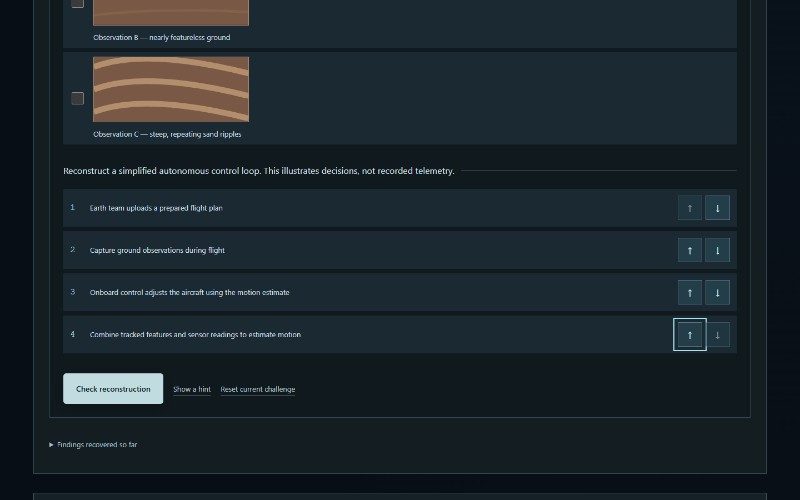 Observation B — nearly featureless ground
Observation C — steep, repeating sand ripples
Reconstruct a simplified autonomous control loop. This illustrates decisions, not recorded telemetry.
1 Earth team uploads a prepared flight plan ↑ ↓
2 Capture ground observations during flight ↑ ↓
3 Onboard control adjusts the aircraft using the motion estimate ↑ ↓
4 Combine tracked features and sensor readings to estimate motion ↑ ↓
Check reconstruction Show a hint Reset current challenge
▶ Findings recovered so far